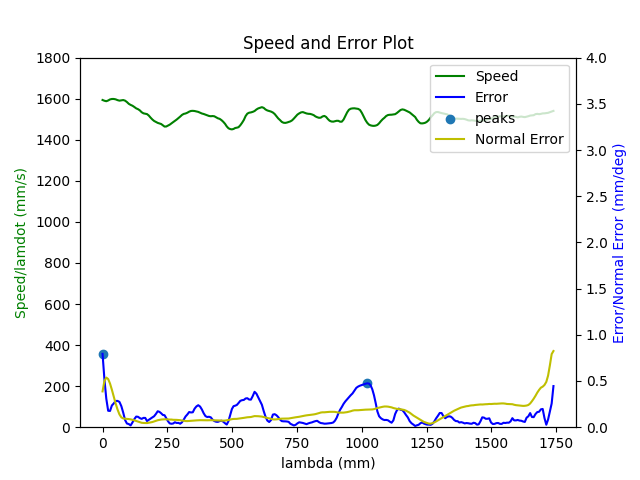 Speed and Error Plot
1800
1600
1400
1200
1000
800
600
400
200
0
Speed/lamdot (mm/s)
4.0
3.5
3.0
2.5
2.0
1.5
1.0
0.5
0.0
Error/Normal Error (mm/deg)
Speed
Error
peaks
Normal Error
0 250 500 750 1000 1250 1500 1750
lambda (mm)